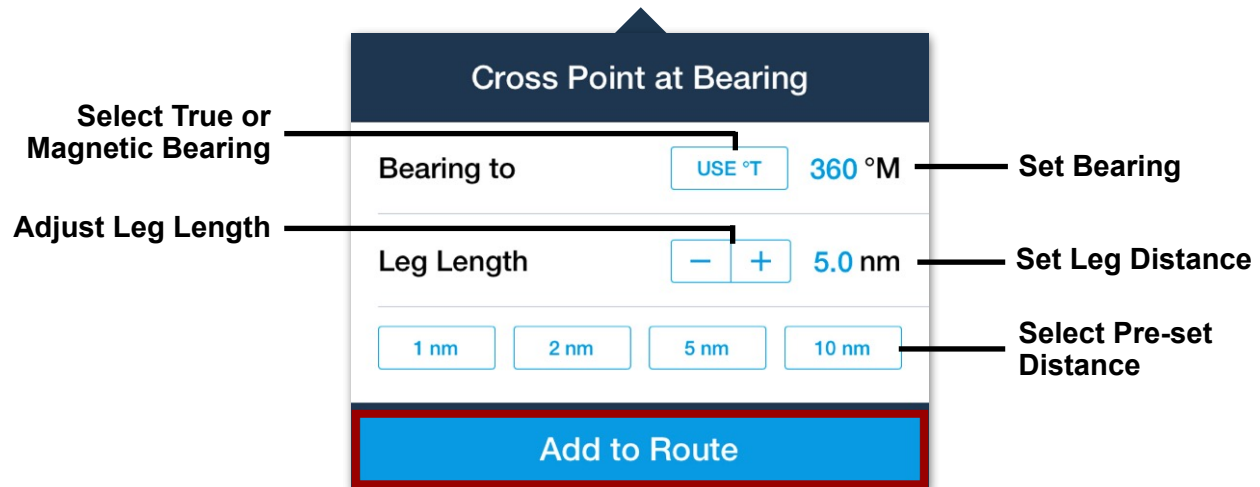 Cross Point at Bearing
Select True or
Magnetic Bearing
Bearing to
USE °T
360 °M
Set Bearing
Adjust Leg Length
Leg Length
− +
5.0 nm
Set Leg Distance
1 nm
2 nm
5 nm
10 nm
Select Pre-set
Distance
Add to Route